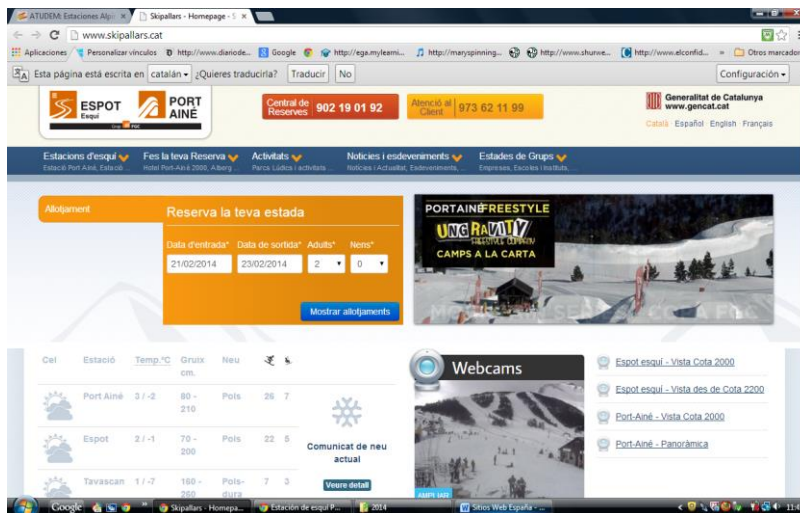 ATUDEM: Estaciones Alpi
Skipallars - Homepage - S
www.skipallars.cat
Aplicaciones
Personalizar vínculos
http://www.diariode...
Google
http://ega.mylearni...
http://maryspinning...
http://www.shurwe...
http://www.elconfid...
»
Otros marcador
Esta página está escrita en catalán ¿Quieres traducirla? Traducir No
Configuración
ESPOT
Esquí
PORT
AINÉ
Central de
Reserves
902 19 01 92
Atenció al
Client
973 62 11 99
Generalitat de Catalunya
www.gencat.cat
Català Español English Français
Estacions d'esquí
Estació Port Ainé, Estació ...
Fes la teva Reserva
Hotel Port-Ainé 2000, Alberg ...
Activitats
Parcs Lúdics i activitats ...
Noticies i esdeveniments
Notícies i Actualitat, Esdeveniments, ...
Estades de Grups
Empreses, Escoles i Instituts, ...
Allotjament
Reserva la teva estada
Data d'entrada* Data de sortida* Adults* Nens*
21/02/2014 23/02/2014 2 0
Mostrar allotjaments
PORTAINÉFREESTYLE
UNGRAVITY
FREESTYLE COMPANY
CAMPS A LA CARTA
Cel Estació Temp.ºC Gruix cm. Neu
Port Ainé 3 / -2 80 - 210 Pols 26 7
Espot 2 / -1 70 - 200 Pols 22 5
Tavascan 1 / -7 160 - 260 Pols-dura 7 3
Comunicat de neu
actual
Veure detall
Webcams
AMPLIAR
Espot esquí - Vista Cota 2000
Espot esquí - Vista des de Cota 2200
Port-Ainé - Vista Cota 2000
Port-Ainé - Panoràmica
Google
Skipallars - Homepa...
Estación de esquí P...
2014
Sitios Web España - ...